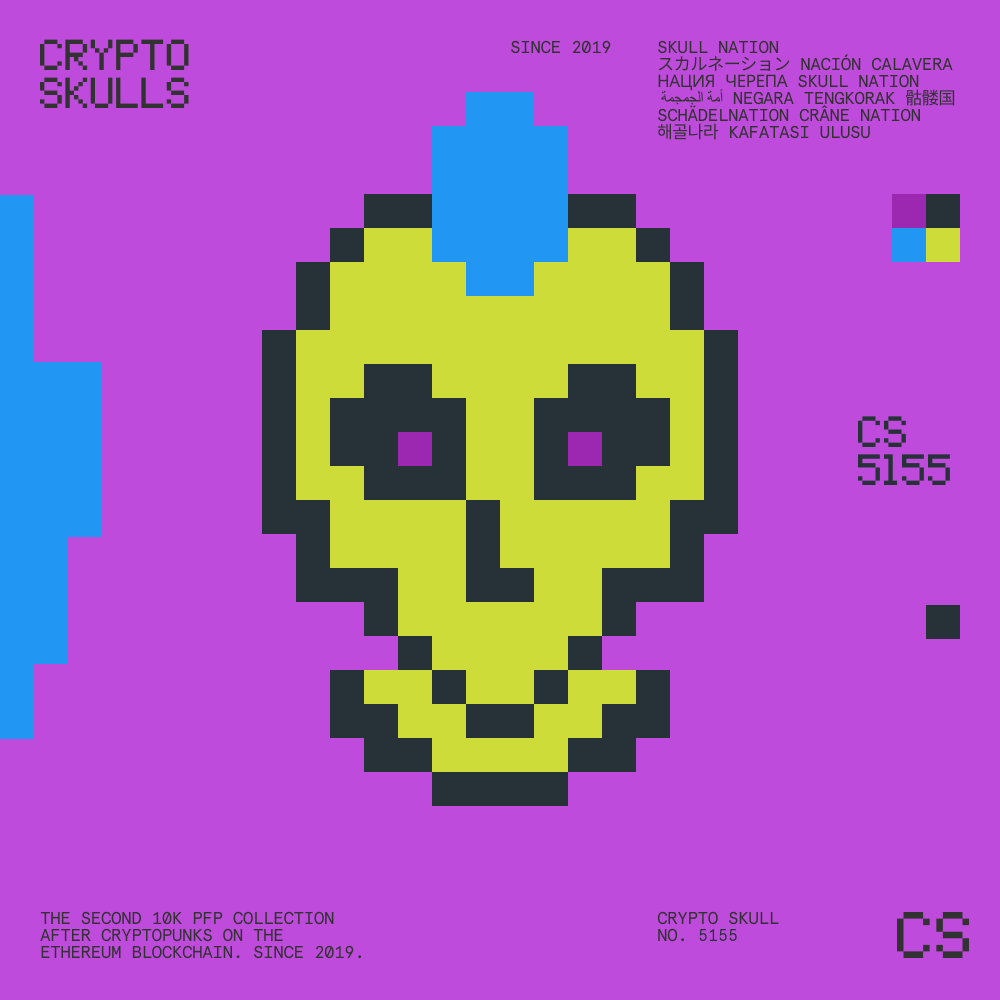 CRYPTO
SKULLS
SINCE 2019
SKULL NATION
スカルネーション NACIÓN CALAVERA
НАЦИЯ ЧЕРЕПА SKULL NATION
أمة الجمجمة NEGARA TENGKORAK 骷髅国
SCHÄDELNATION CRÂNE NATION
해골나라 KAFATASI ULUSU
CS
5155
THE SECOND 10K PFP COLLECTION
AFTER CRYPTOPUNKS ON THE
ETHEREUM BLOCKCHAIN. SINCE 2019.
CRYPTO SKULL
NO. 5155
CS